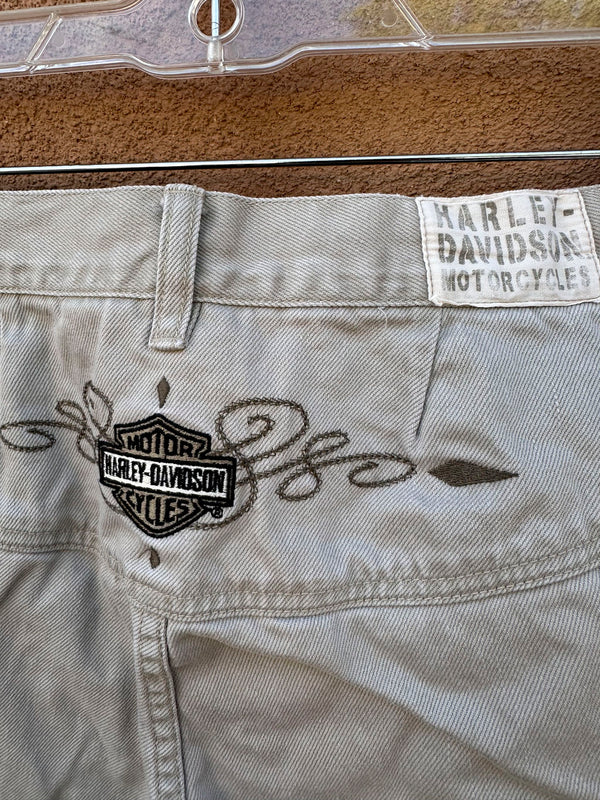 HARLEY-
DAVIDSON
MOTORCYCLES
MOTOR
HARLEY-DAVIDSON
CYCLES
®